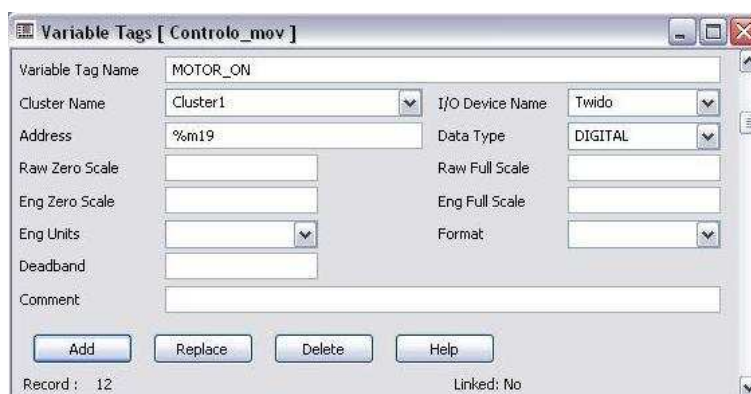 Variable Tags [ Controlo_mov ]
Variable Tag Name MOTOR_ON
Cluster Name Cluster1 I/O Device Name Twido
Address %m19 Data Type DIGITAL
Raw Zero Scale Raw Full Scale
Eng Zero Scale Eng Full Scale
Eng Units Format
Deadband
Comment
Add Replace Delete Help
Record : 12 Linked: No